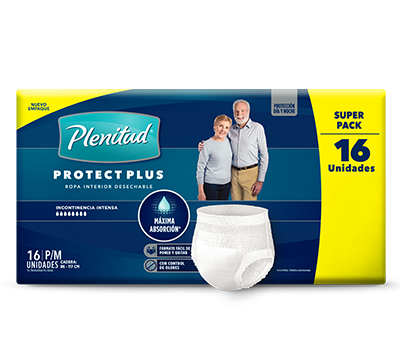 NUEVO
EMPAQUE
PROTECCIÓN
DÍA Y NOCHE
Plenitud
PROTECT PLUS
ROPA INTERIOR DESECHABLE
SUPER
PACK
16
Unidades
INCONTINENCIA INTENSA
MÁXIMA
ABSORCIÓN*
16 P/M
UNIDADES
CADERA:
86 - 117 CM
FORMATO FÁCIL DE
PONER Y QUITAR
CON CONTROL
DE OLORES